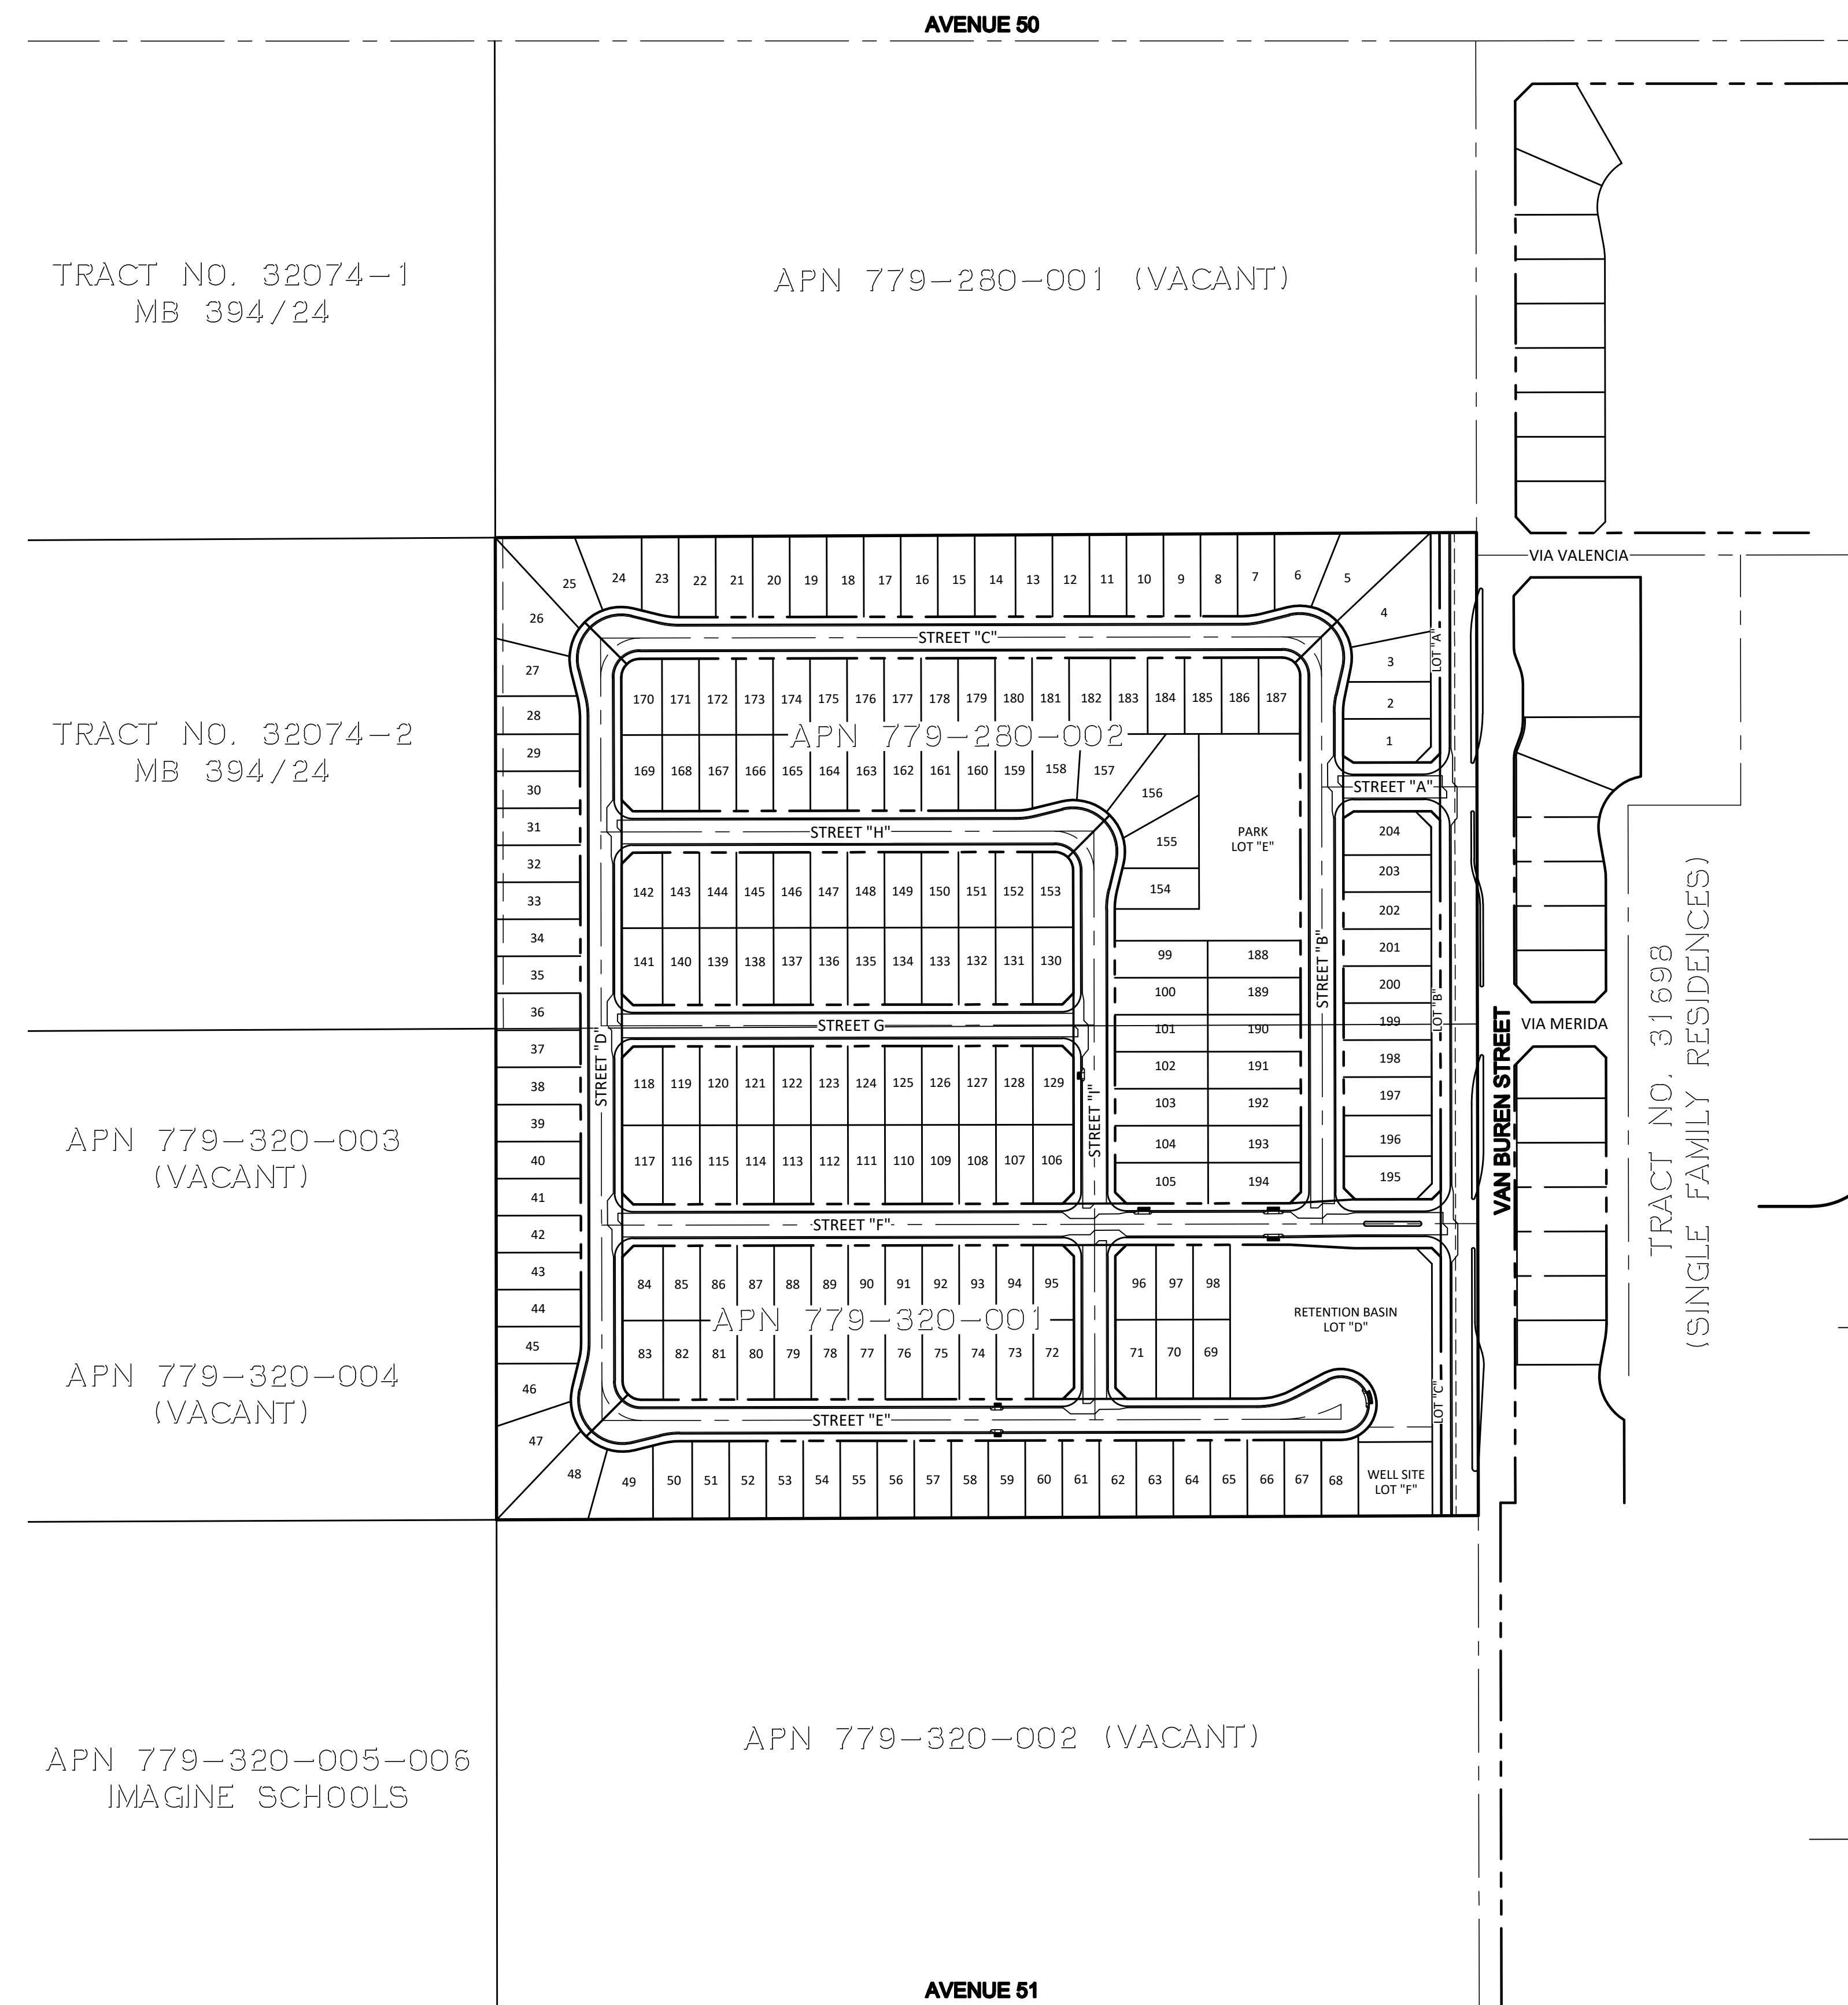 AVENUE 50
TRACT NO. 32074-1
MB 394/24
APN 779-280-001 (VACANT)
VIA VALENCIA
25 24 23 22 21 20 19 18 17 16 15 14 13 12 11 10 9 8 7 6 5
26
4
STREET "C"
LOT "A"
27
3
28
170 171 172 173 174 175 176 177 178 179 180 181 182 183 184 185 186 187
2
TRACT NO. 32074-2
MB 394/24
APN 779-280-002
1
29
169 168 167 166 165 164 163 162 161 160 159 158 157
156
STREET "A"
30
31
STREET "H"
PARK
LOT "E"
204
155
32
203
33
142 143 144 145 146 147 148 149 150 151 152 153
154
202
34
201
35
141 140 139 138 137 136 135 134 133 132 131 130
99 188
200
STREET "B"
36
100 189
LOT "B"
STREET G
101 190
199
VIA MERIDA
TRACT NO. 31698
(SINGLE FAMILY RESIDENCES)
37
STREET "D"
102 191
198
38
118 119 120 121 122 123 124 125 126 127 128 129
103 192
197
VAN BUREN STREET
39
STREET "I"
104 193
196
APN 779-320-003
(VACANT)
40
117 116 115 114 113 112 111 110 109 108 107 106
105 194
195
41
42
STREET "F"
43
84 85 86 87 88 89 90 91 92 93 94 95
96 97 98
44
APN 779-320-001
RETENTION BASIN
LOT "D"
45
83 82 81 80 79 78 77 76 75 74 73 72
71 70 69
APN 779-320-004
(VACANT)
46
LOT "C"
STREET "E"
47
48 49 50 51 52 53 54 55 56 57 58 59 60 61 62 63 64 65 66 67 68
WELL SITE
LOT "F"
APN 779-320-005-006
IMAGINE SCHOOLS
APN 779-320-002 (VACANT)
AVENUE 51